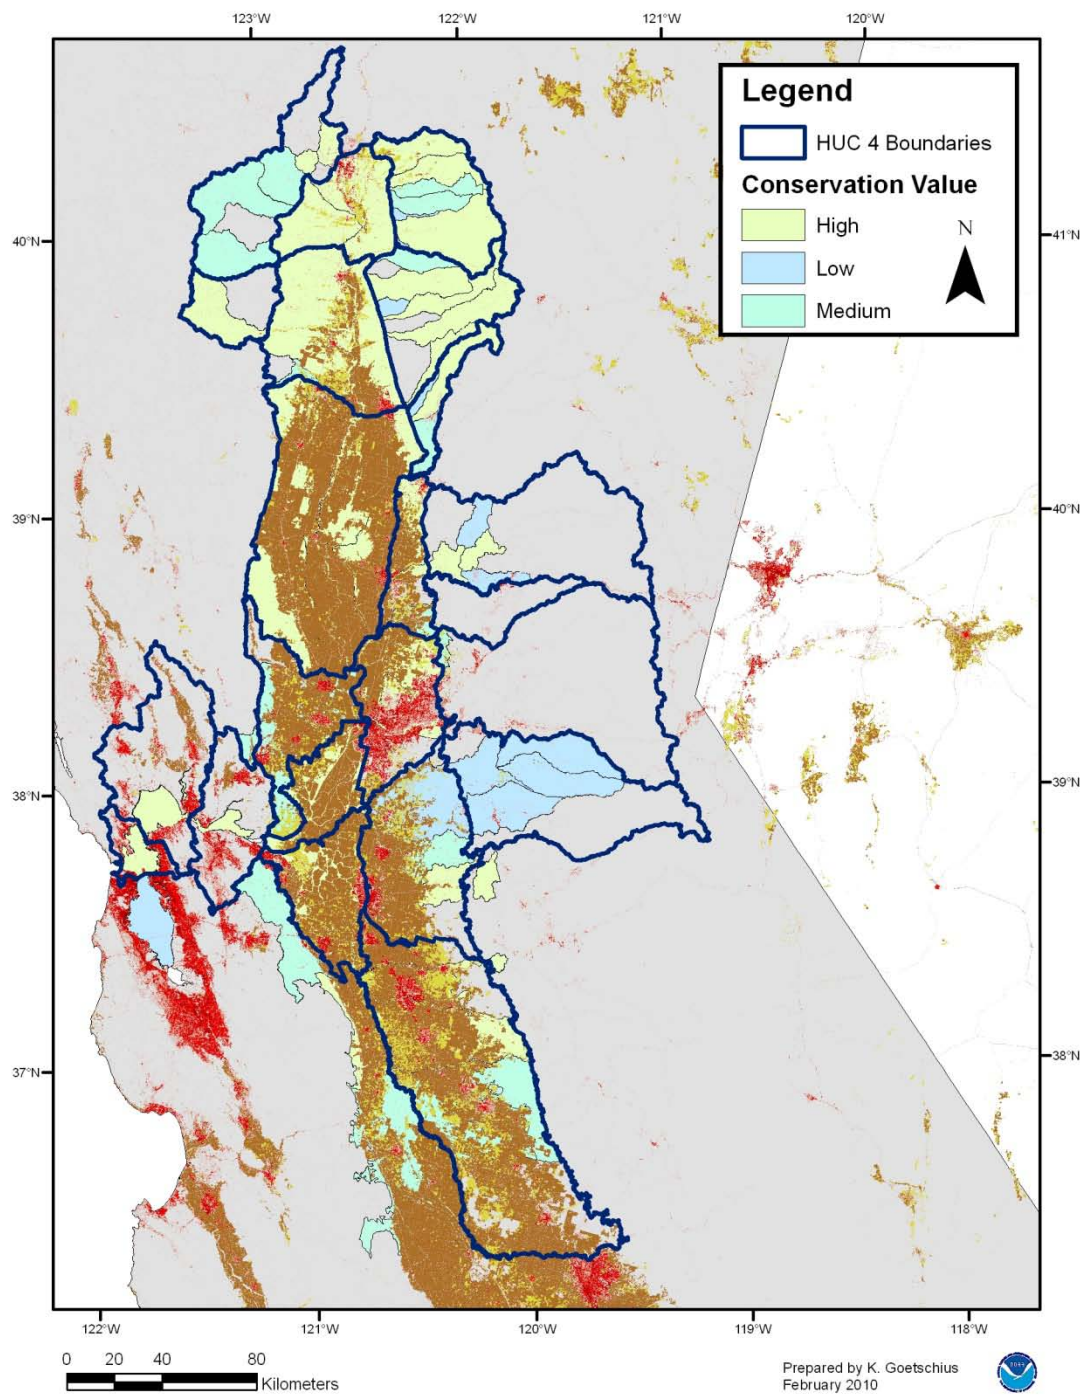 123°W 122°W 121°W 120°W
Legend
HUC 4 Boundaries
Conservation Value
High
Low
Medium
N
40°N
41°N
39°N
40°N
38°N
39°N
37°N
38°N
122°W 121°W 120°W 119°W 118°W
0 20 40 80
Kilometers
Prepared by K. Goetschius
February 2010